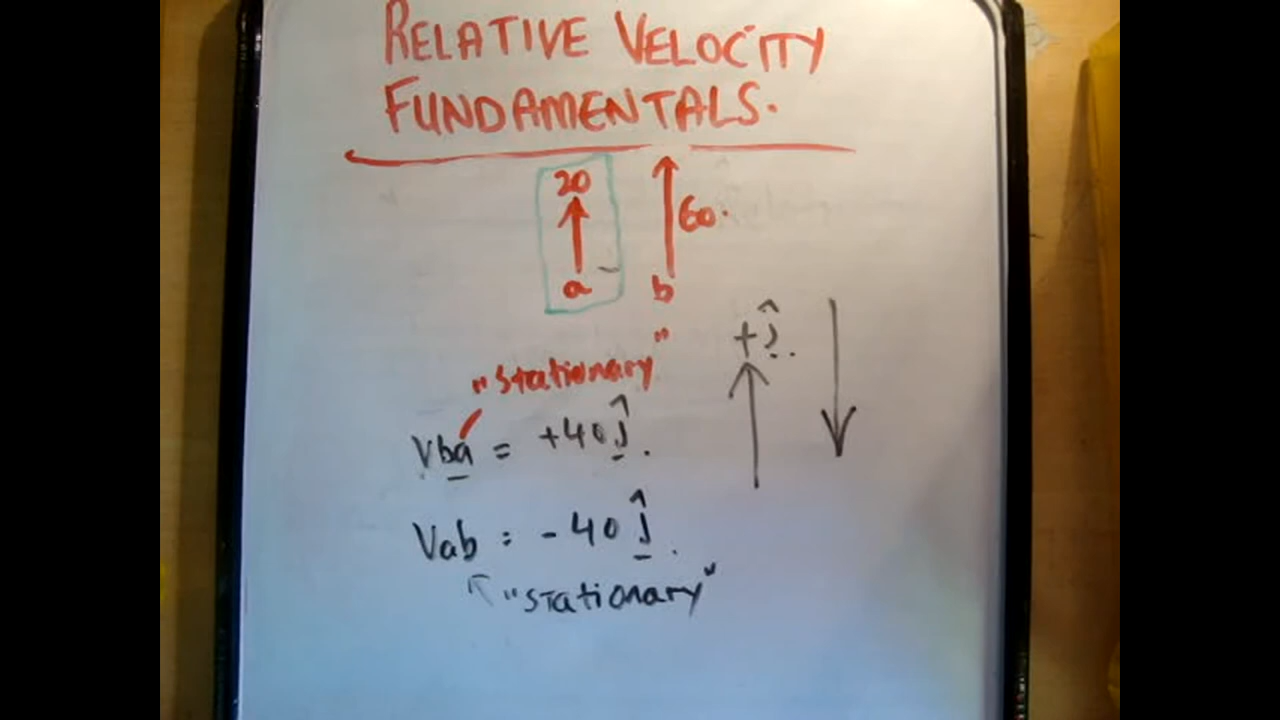 RELATIVE VELOCITY
FUNDAMENTALS.
20
60.
a
b
+ĵ.
"stationary"
Vba = +40ĵ.
Vab : -40ĵ.
"stationary"